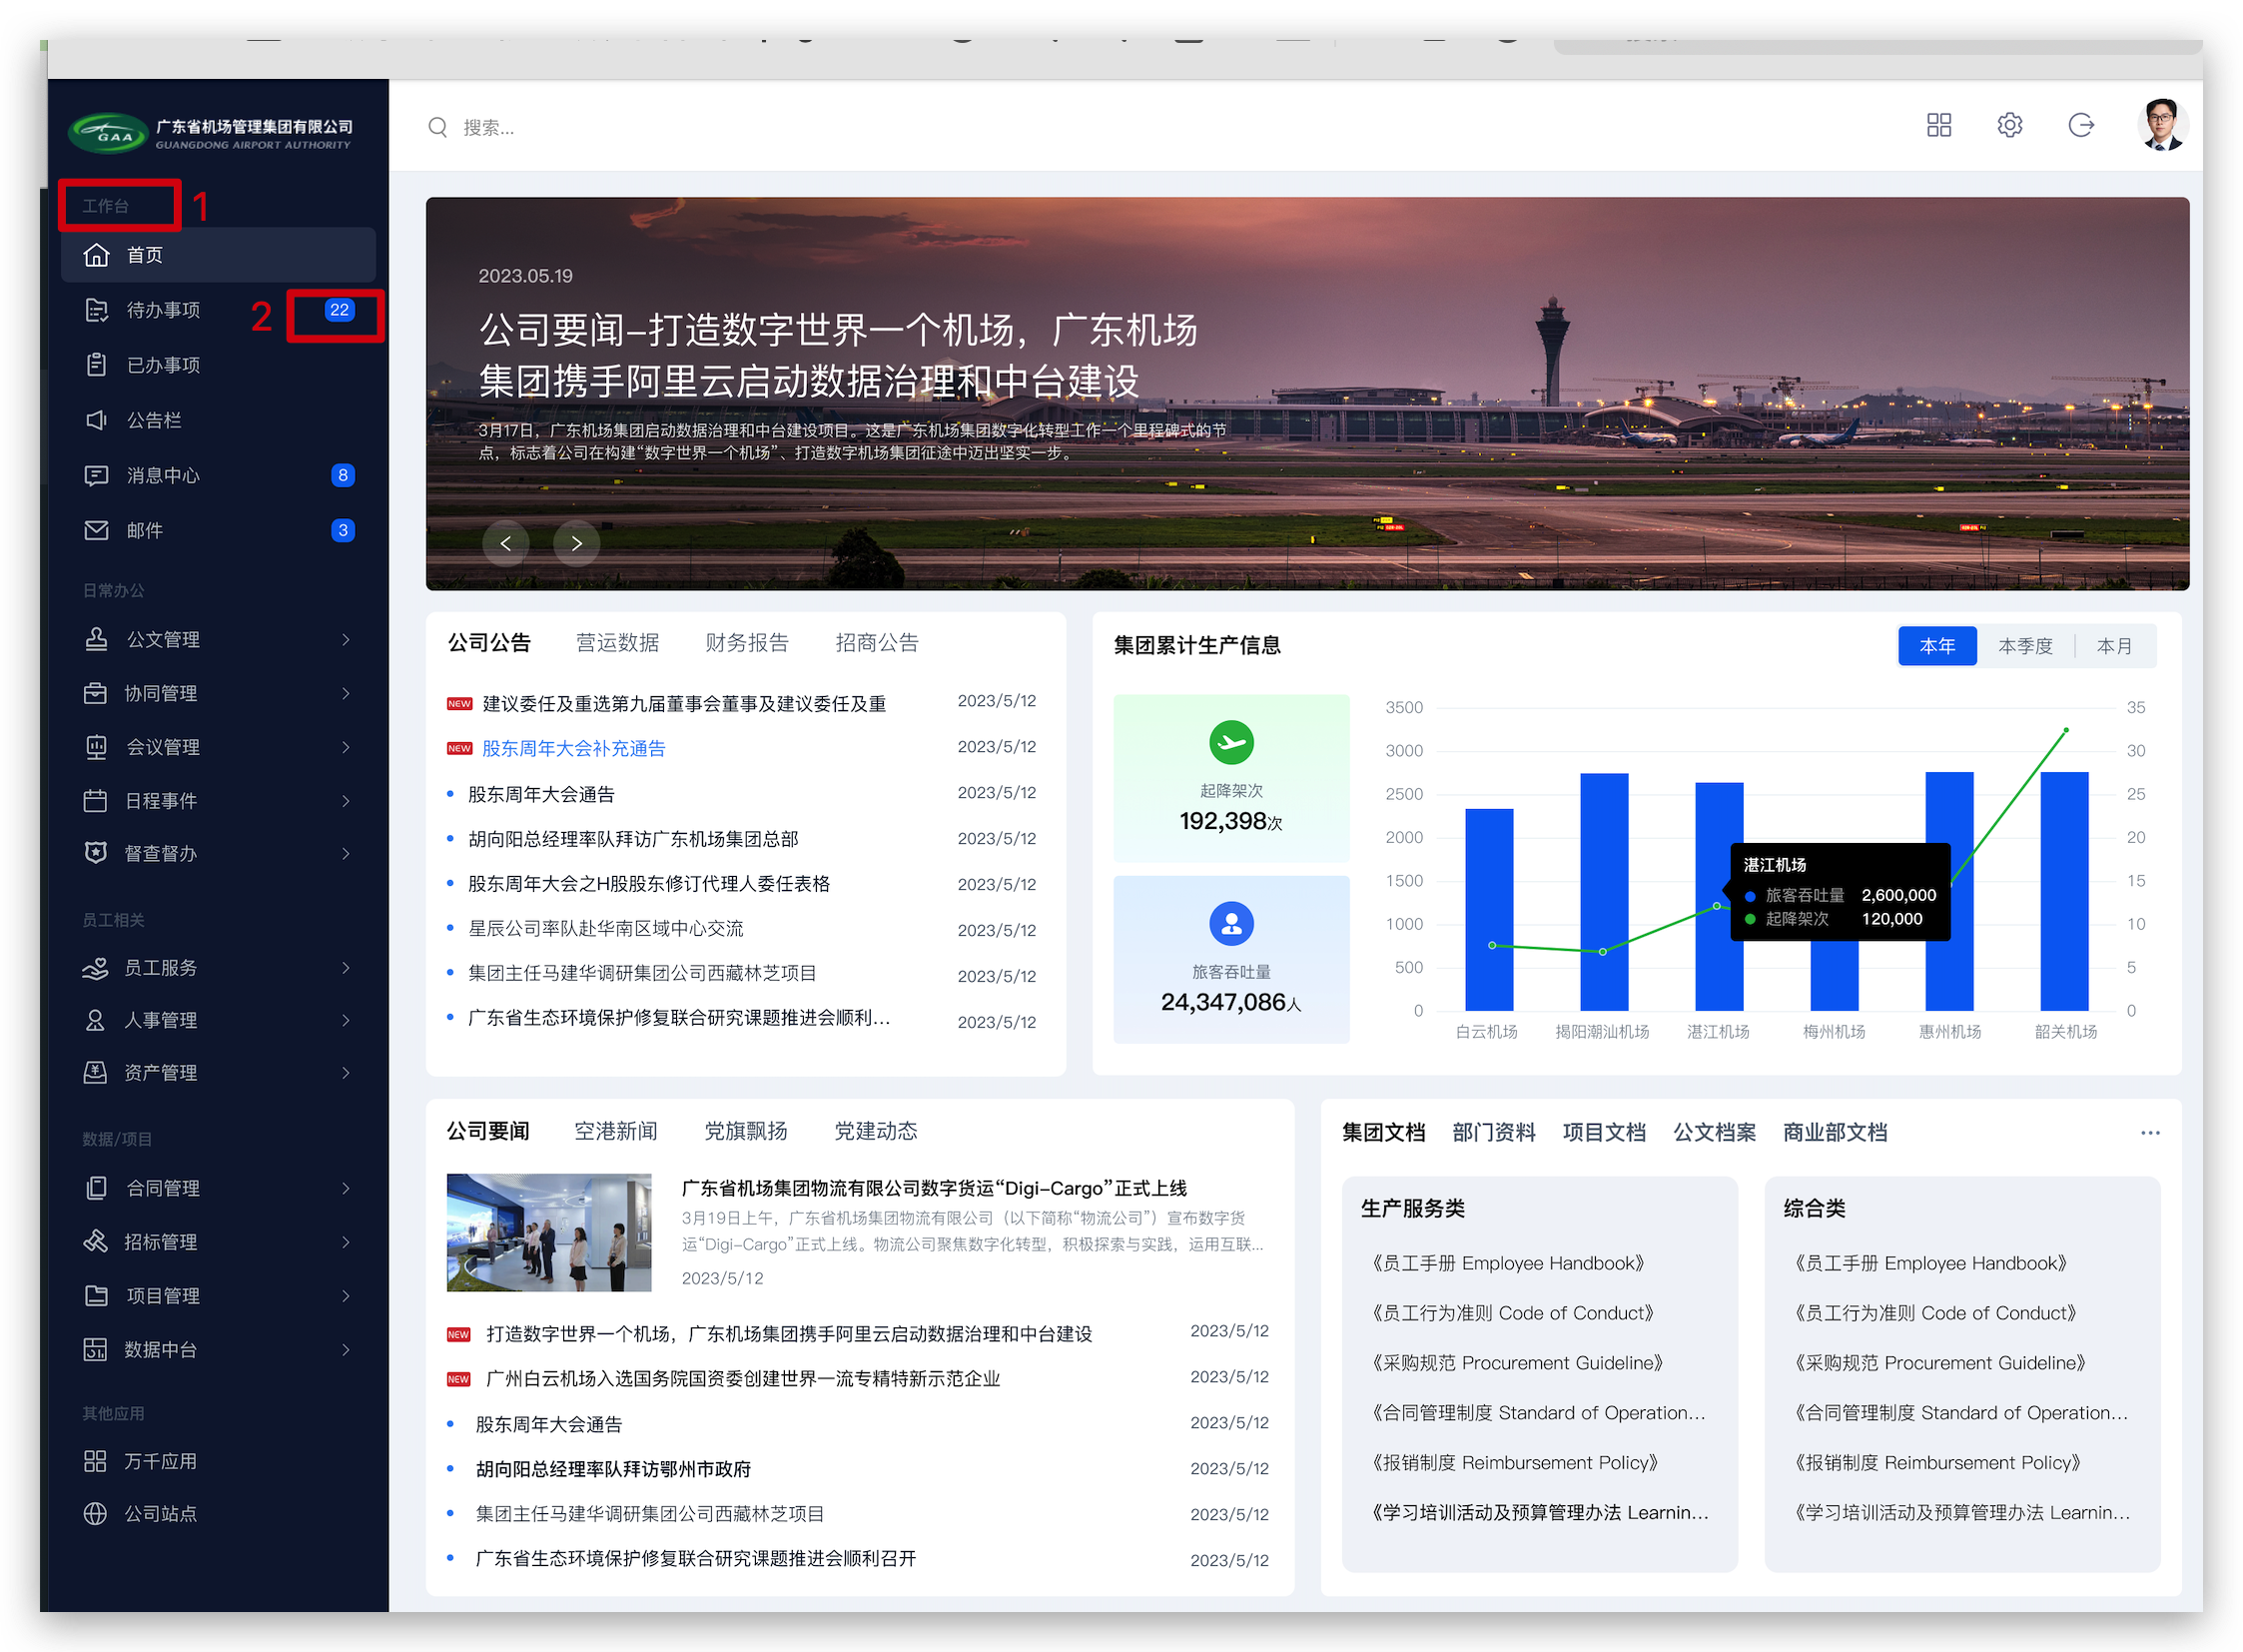 广东省机场管理集团有限公司
GAA
GUANGDONG AIRPORT AUTHORITY
搜索...
工作台
1
首页
待办事项
2
22
已办事项
公告栏
消息中心
8
邮件
3
日常办公
公文管理
协同管理
会议管理
日程事件
督查督办
员工相关
员工服务
人事管理
资产管理
数据/项目
合同管理
招标管理
项目管理
数据中台
其他应用
万千应用
公司站点
2023.05.19
公司要闻-打造数字世界一个机场，广东机场
集团携手阿里云启动数据治理和中台建设
3月17日，广东机场集团启动数据治理和中台建设项目。这是广东机场集团数字化转型工作一个里程碑式的节
点，标志着公司在构建“数字世界一个机场”、打造数字机场集团征途中迈出坚实一步。
公司公告 营运数据 财务报告 招商公告
NEW 建议委任及重选第九届董事会董事及建议委任及重 2023/5/12
NEW 股东周年大会补充通告 2023/5/12
股东周年大会通告 2023/5/12
胡向阳总经理率队拜访广东机场集团总部 2023/5/12
股东周年大会之H股股东修订代理人委任表格 2023/5/12
星辰公司率队赴华南区域中心交流 2023/5/12
集团主任马建华调研集团公司西藏林芝项目 2023/5/12
广东省生态环境保护修复联合研究课题推进会顺利... 2023/5/12
集团累计生产信息
本年 本季度 本月
起降架次
192,398次
旅客吞吐量
24,347,086人
3500 35
3000 30
2500 25
2000 20
1500 15
1000 10
500 5
0 0
湛江机场
旅客吞吐量 2,600,000
起降架次 120,000
白云机场 揭阳潮汕机场 湛江机场 梅州机场 惠州机场 韶关机场
公司要闻 空港新闻 党旗飘扬 党建动态
广东省机场集团物流有限公司数字货运“Digi-Cargo”正式上线
3月19日上午，广东省机场集团物流有限公司（以下简称“物流公司”）宣布数字货
运“Digi-Cargo”正式上线。物流公司聚焦数字化转型，积极探索与实践，运用互联...
2023/5/12
NEW 打造数字世界一个机场，广东机场集团携手阿里云启动数据治理和中台建设 2023/5/12
NEW 广州白云机场入选国务院国资委创建世界一流专精特新示范企业 2023/5/12
股东周年大会通告 2023/5/12
胡向阳总经理率队拜访鄂州市政府 2023/5/12
集团主任马建华调研集团公司西藏林芝项目 2023/5/12
广东省生态环境保护修复联合研究课题推进会顺利召开 2023/5/12
集团文档 部门资料 项目文档 公文档案 商业部文档 ...
生产服务类
《员工手册 Employee Handbook》
《员工行为准则 Code of Conduct》
《采购规范 Procurement Guideline》
《合同管理制度 Standard of Operation...
《报销制度 Reimbursement Policy》
《学习培训活动及预算管理办法 Learnin...
综合类
《员工手册 Employee Handbook》
《员工行为准则 Code of Conduct》
《采购规范 Procurement Guideline》
《合同管理制度 Standard of Operation...
《报销制度 Reimbursement Policy》
《学习培训活动及预算管理办法 Learnin...